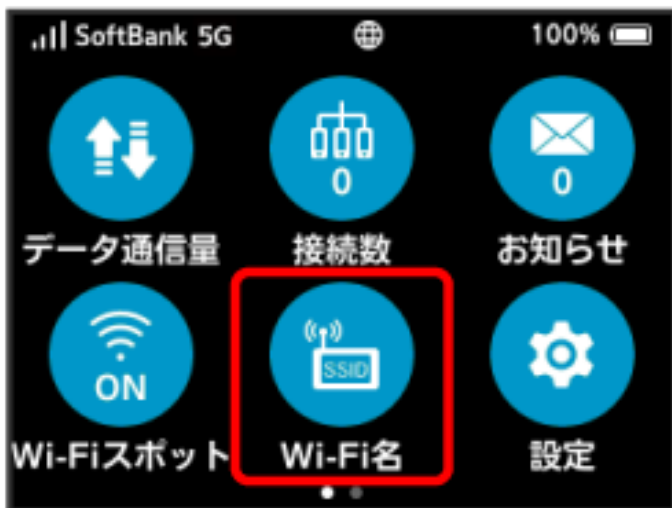 SoftBank 5G 100%
0 0
データ通信量 接続数 お知らせ
ON SSID
Wi-Fiスポット Wi-Fi名 設定